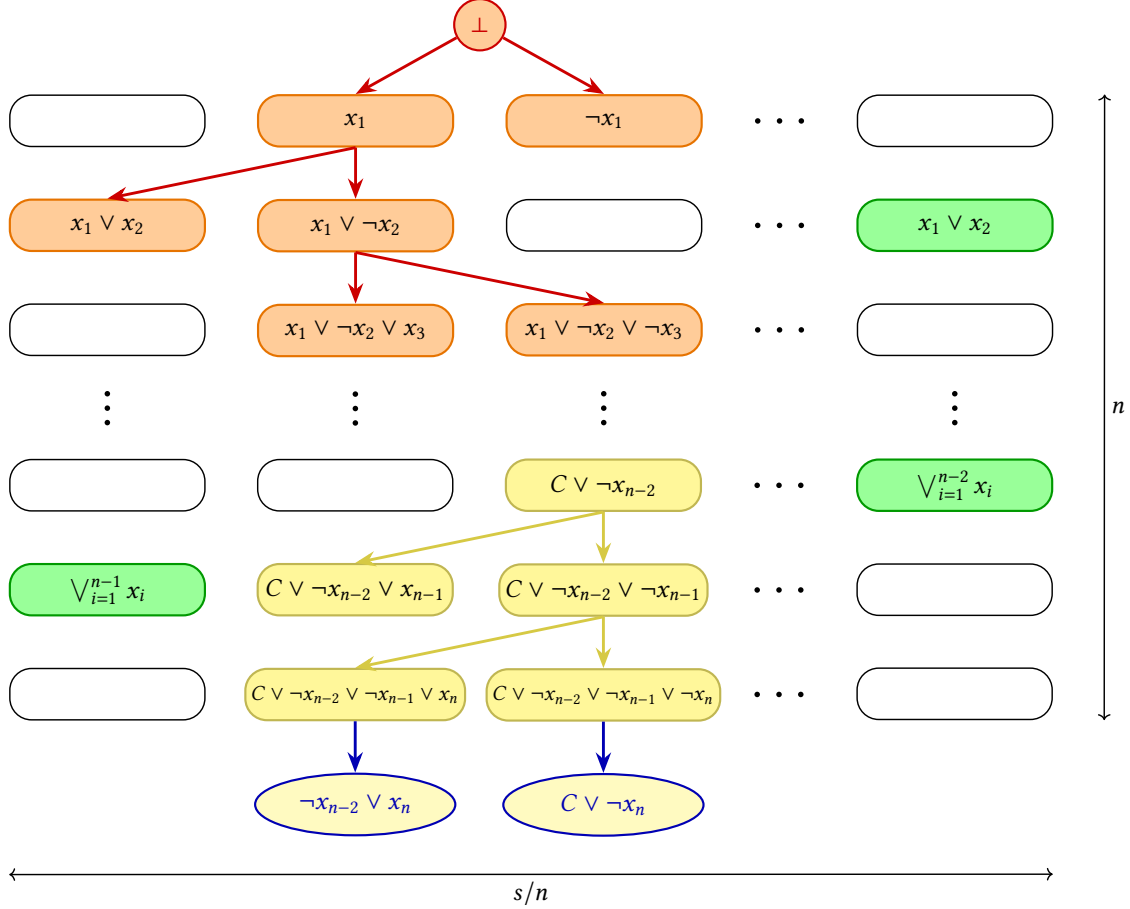 ⊥
x₁ ¬x₁ · · ·
x₁ ∨ x₂ x₁ ∨ ¬x₂ · · · x₁ ∨ x₂
x₁ ∨ ¬x₂ ∨ x₃ x₁ ∨ ¬x₂ ∨ ¬x₃ · · ·
⋮ ⋮ ⋮ ⋮ n
C ∨ ¬xₙ₋₂ · · · ⋁ᵢ₌₁ⁿ⁻² xᵢ
⋁ᵢ₌₁ⁿ⁻¹ xᵢ C ∨ ¬xₙ₋₂ ∨ xₙ₋₁ C ∨ ¬xₙ₋₂ ∨ ¬xₙ₋₁ · · ·
C ∨ ¬xₙ₋₂ ∨ ¬xₙ₋₁ ∨ xₙ C ∨ ¬xₙ₋₂ ∨ ¬xₙ₋₁ ∨ ¬xₙ · · ·
¬xₙ₋₂ ∨ xₙ C ∨ ¬xₙ
s/n